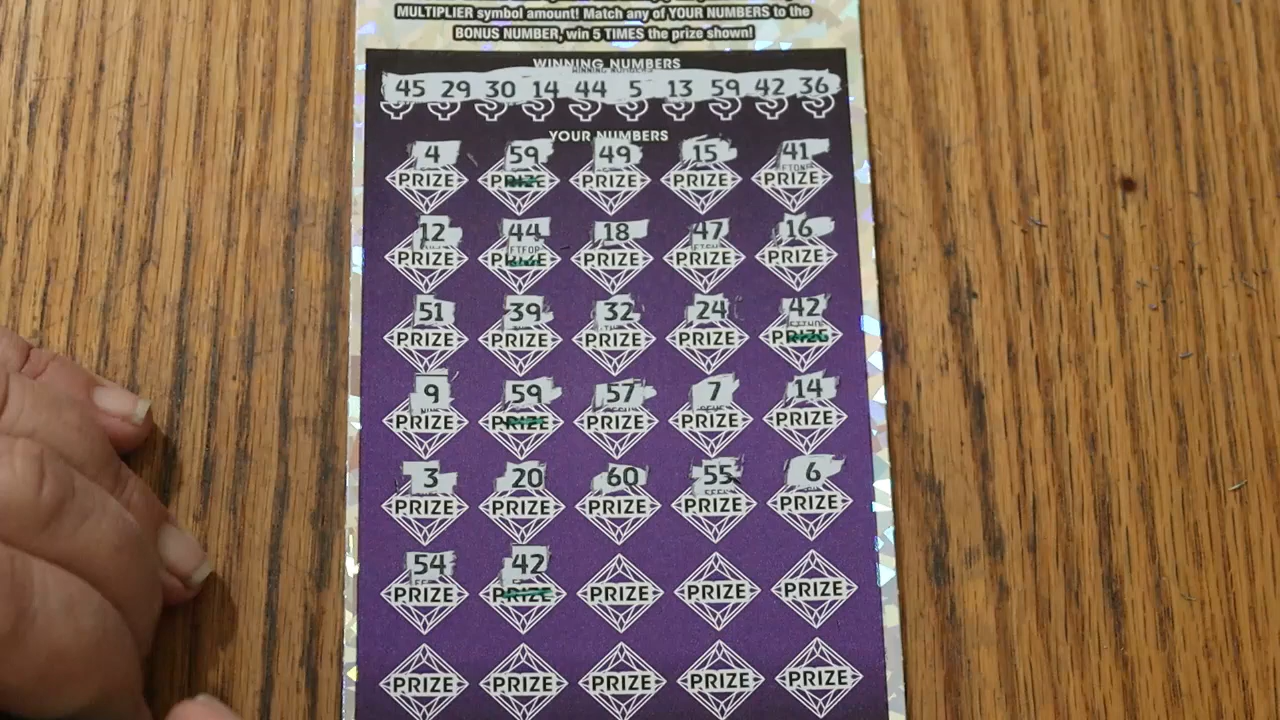 MULTIPLIER symbol amount! Match any of YOUR NUMBERS to the
BONUS NUMBER, win 5 TIMES the prize shown!
WINNING NUMBERS
WINNING NUMBERS
45 29 30 14 44 5 13 59 42 36
$ $ $ $ $ $ $ $ $ $
YOUR NUMBERS
4 59 49 15 41
PRIZE PRIZE PRIZE PRIZE PRIZE
12 44 18 47 16
PRIZE PRIZE PRIZE PRIZE PRIZE
51 39 32 24 42
PRIZE PRIZE PRIZE PRIZE PRIZE
9 59 57 7 14
PRIZE PRIZE PRIZE PRIZE PRIZE
3 20 60 55 6
PRIZE PRIZE PRIZE PRIZE PRIZE
54 42
PRIZE PRIZE PRIZE PRIZE PRIZE
PRIZE PRIZE PRIZE PRIZE PRIZE